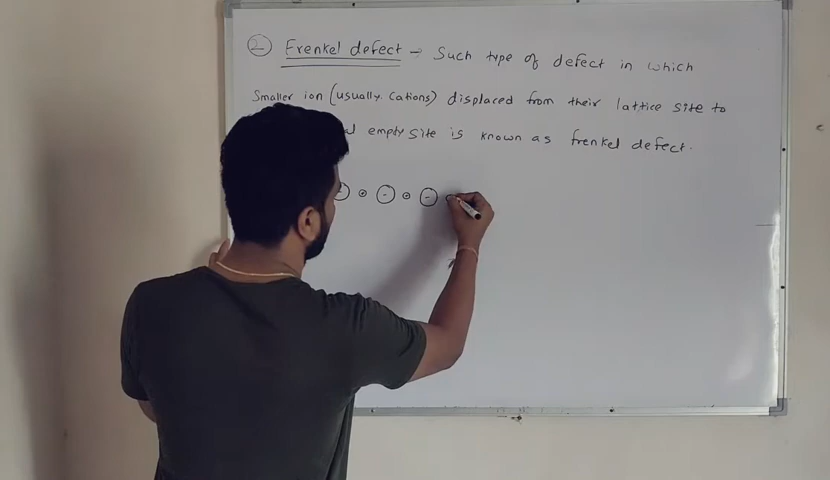 ② Frenkel defect → Such type of defect in which
Smaller ion (usually cations) displaced from their lattice site to
empty site is known as frenkel defect.